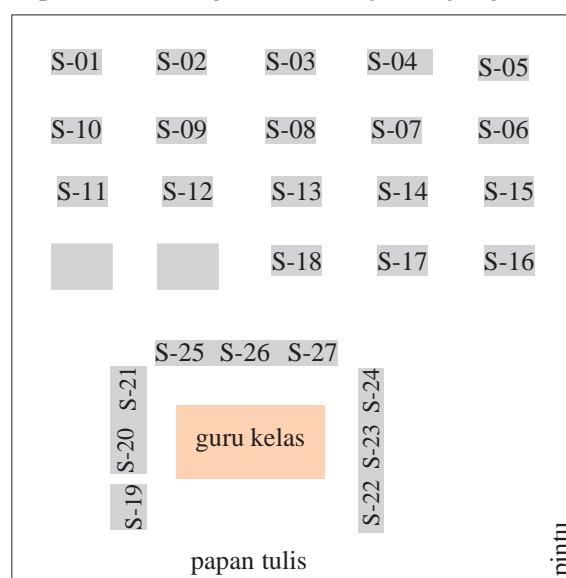 S-01 S-02 S-03 S-04 S-05
S-10 S-09 S-08 S-07 S-06
S-11 S-12 S-13 S-14 S-15
S-18 S-17 S-16
S-25 S-26 S-27
S-21
S-20
S-19
guru kelas
S-24
S-23
S-22
papan tulis
pintu